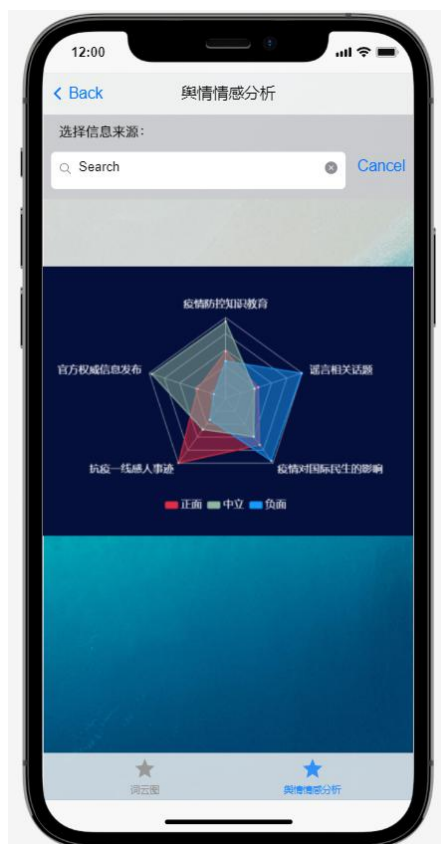 12:00
Back
舆情情感分析
选择信息来源：
Search
Cancel
疫情防控知识教育
官方权威信息发布
谣言相关话题
抗疫一线感人事迹
疫情对国际民生的影响
正面 中立 负面
词云图
舆情情感分析